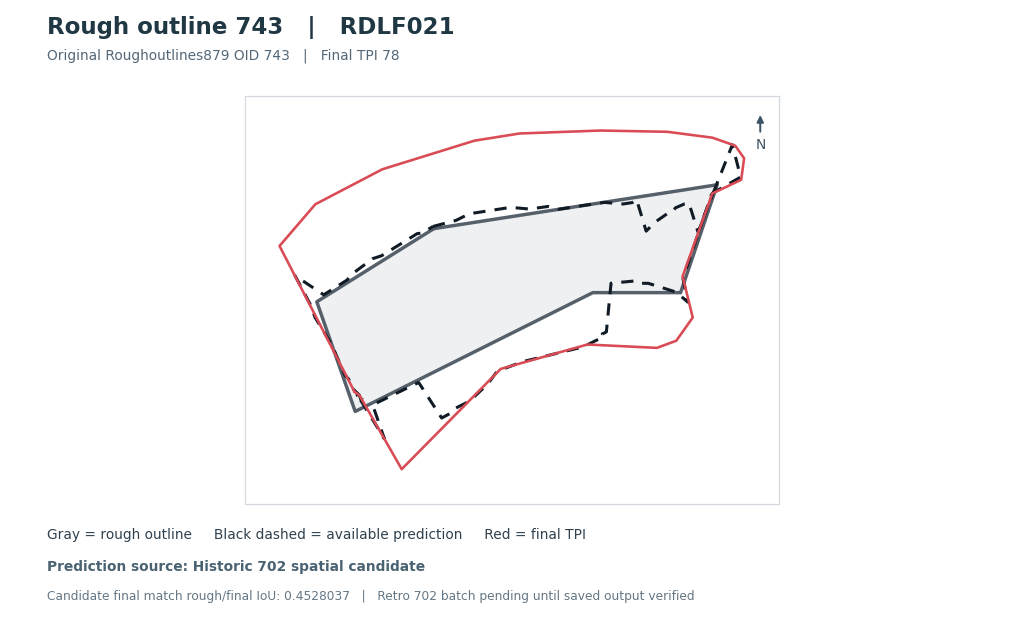 Rough outline 743 | RDLF021
Original Roughoutlines879 OID 743 | Final TPI 78
N
Gray = rough outline Black dashed = available prediction Red = final TPI
Prediction source: Historic 702 spatial candidate
Candidate final match rough/final IoU: 0.4528037 | Retro 702 batch pending until saved output verified